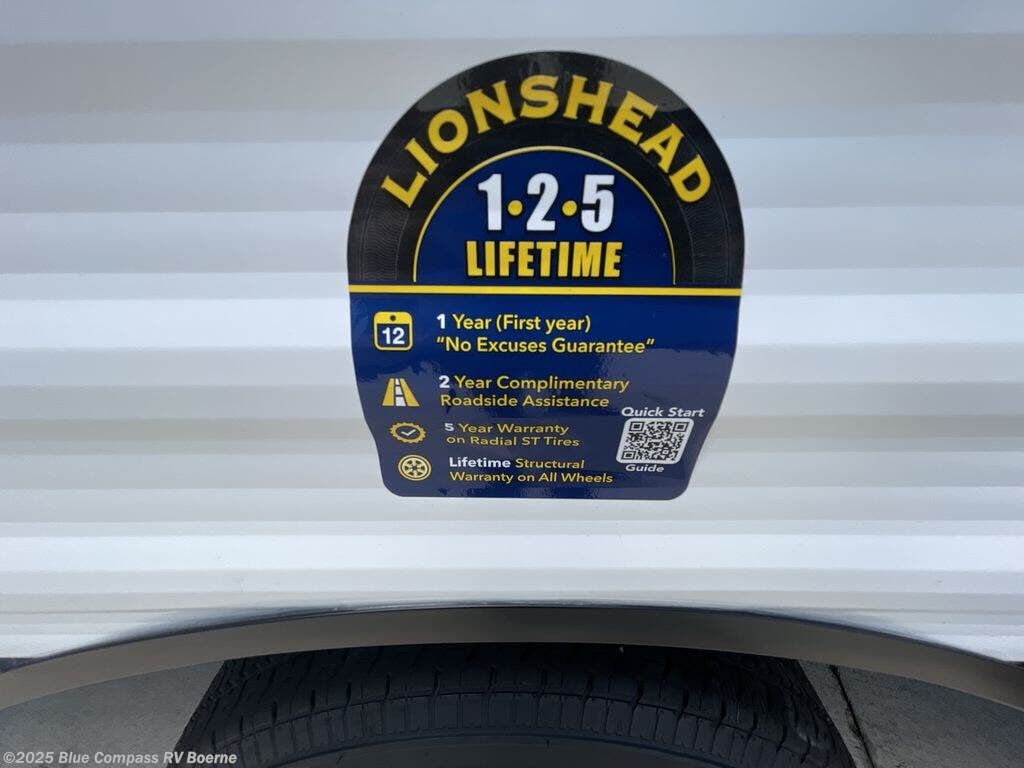 LIONSHEAD
1•2•5
LIFETIME
12
1 Year (First year)
"No Excuses Guarantee"
2 Year Complimentary
Roadside Assistance
5 Year Warranty
on Radial ST Tires
Quick Start
Guide
Lifetime Structural
Warranty on All Wheels
©2025 Blue Compass RV Boerne